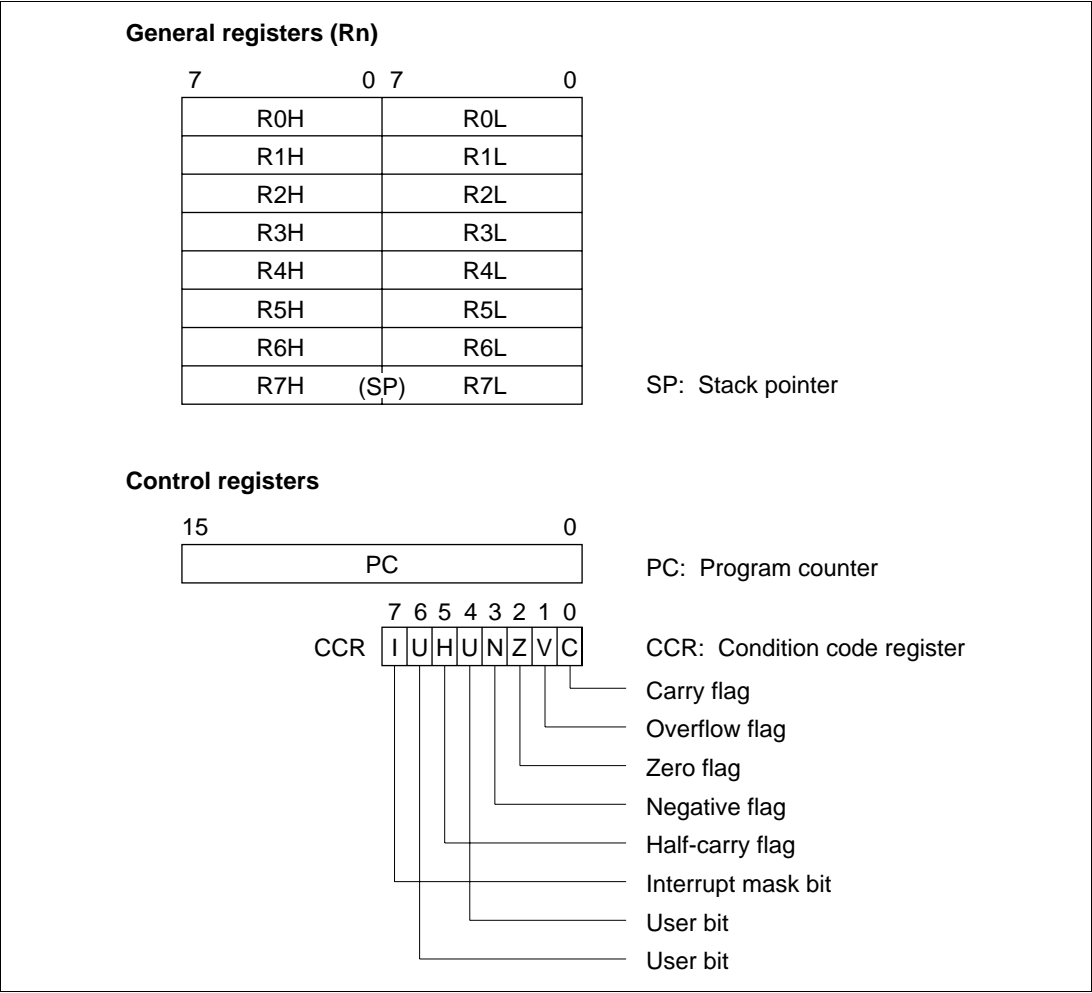 General registers (Rn)
7 0 7 0
R0H R0L
R1H R1L
R2H R2L
R3H R3L
R4H R4L
R5H R5L
R6H R6L
R7H (SP) R7L SP: Stack pointer
Control registers
15 0
PC PC: Program counter
7 6 5 4 3 2 1 0
CCR I U H U N Z V C CCR: Condition code register
Carry flag
Overflow flag
Zero flag
Negative flag
Half-carry flag
Interrupt mask bit
User bit
User bit